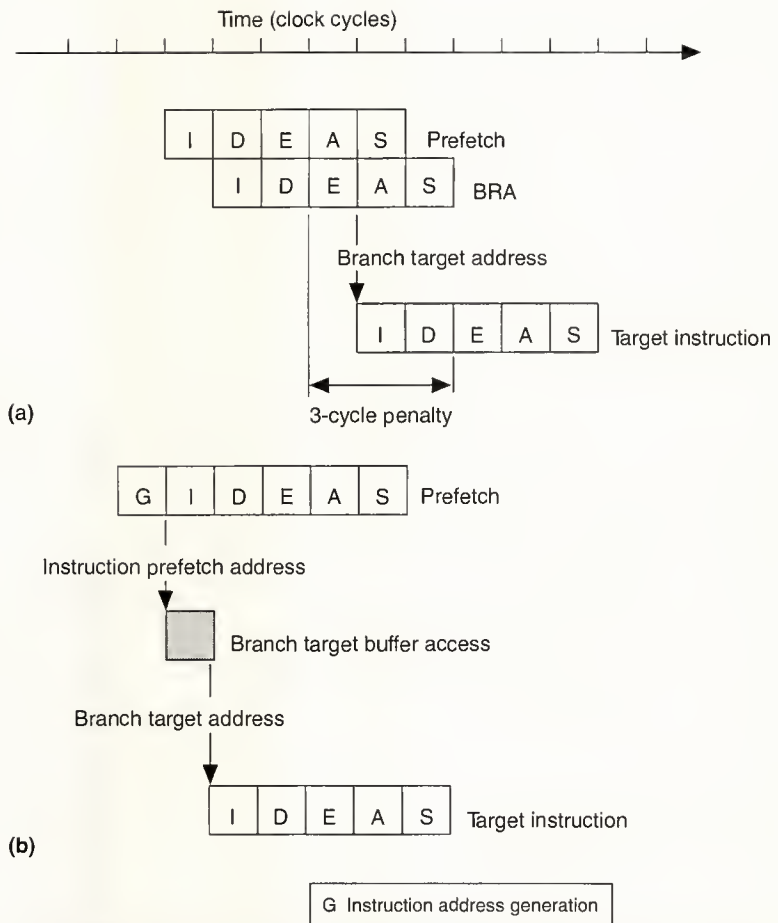 Time (clock cycles)
I D E A S Prefetch
I D E A S BRA
Branch target address
I D E A S Target instruction
(a)
3-cycle penalty
G I D E A S Prefetch
Instruction prefetch address
Branch target buffer access
Branch target address
I D E A S Target instruction
(b)
G Instruction address generation